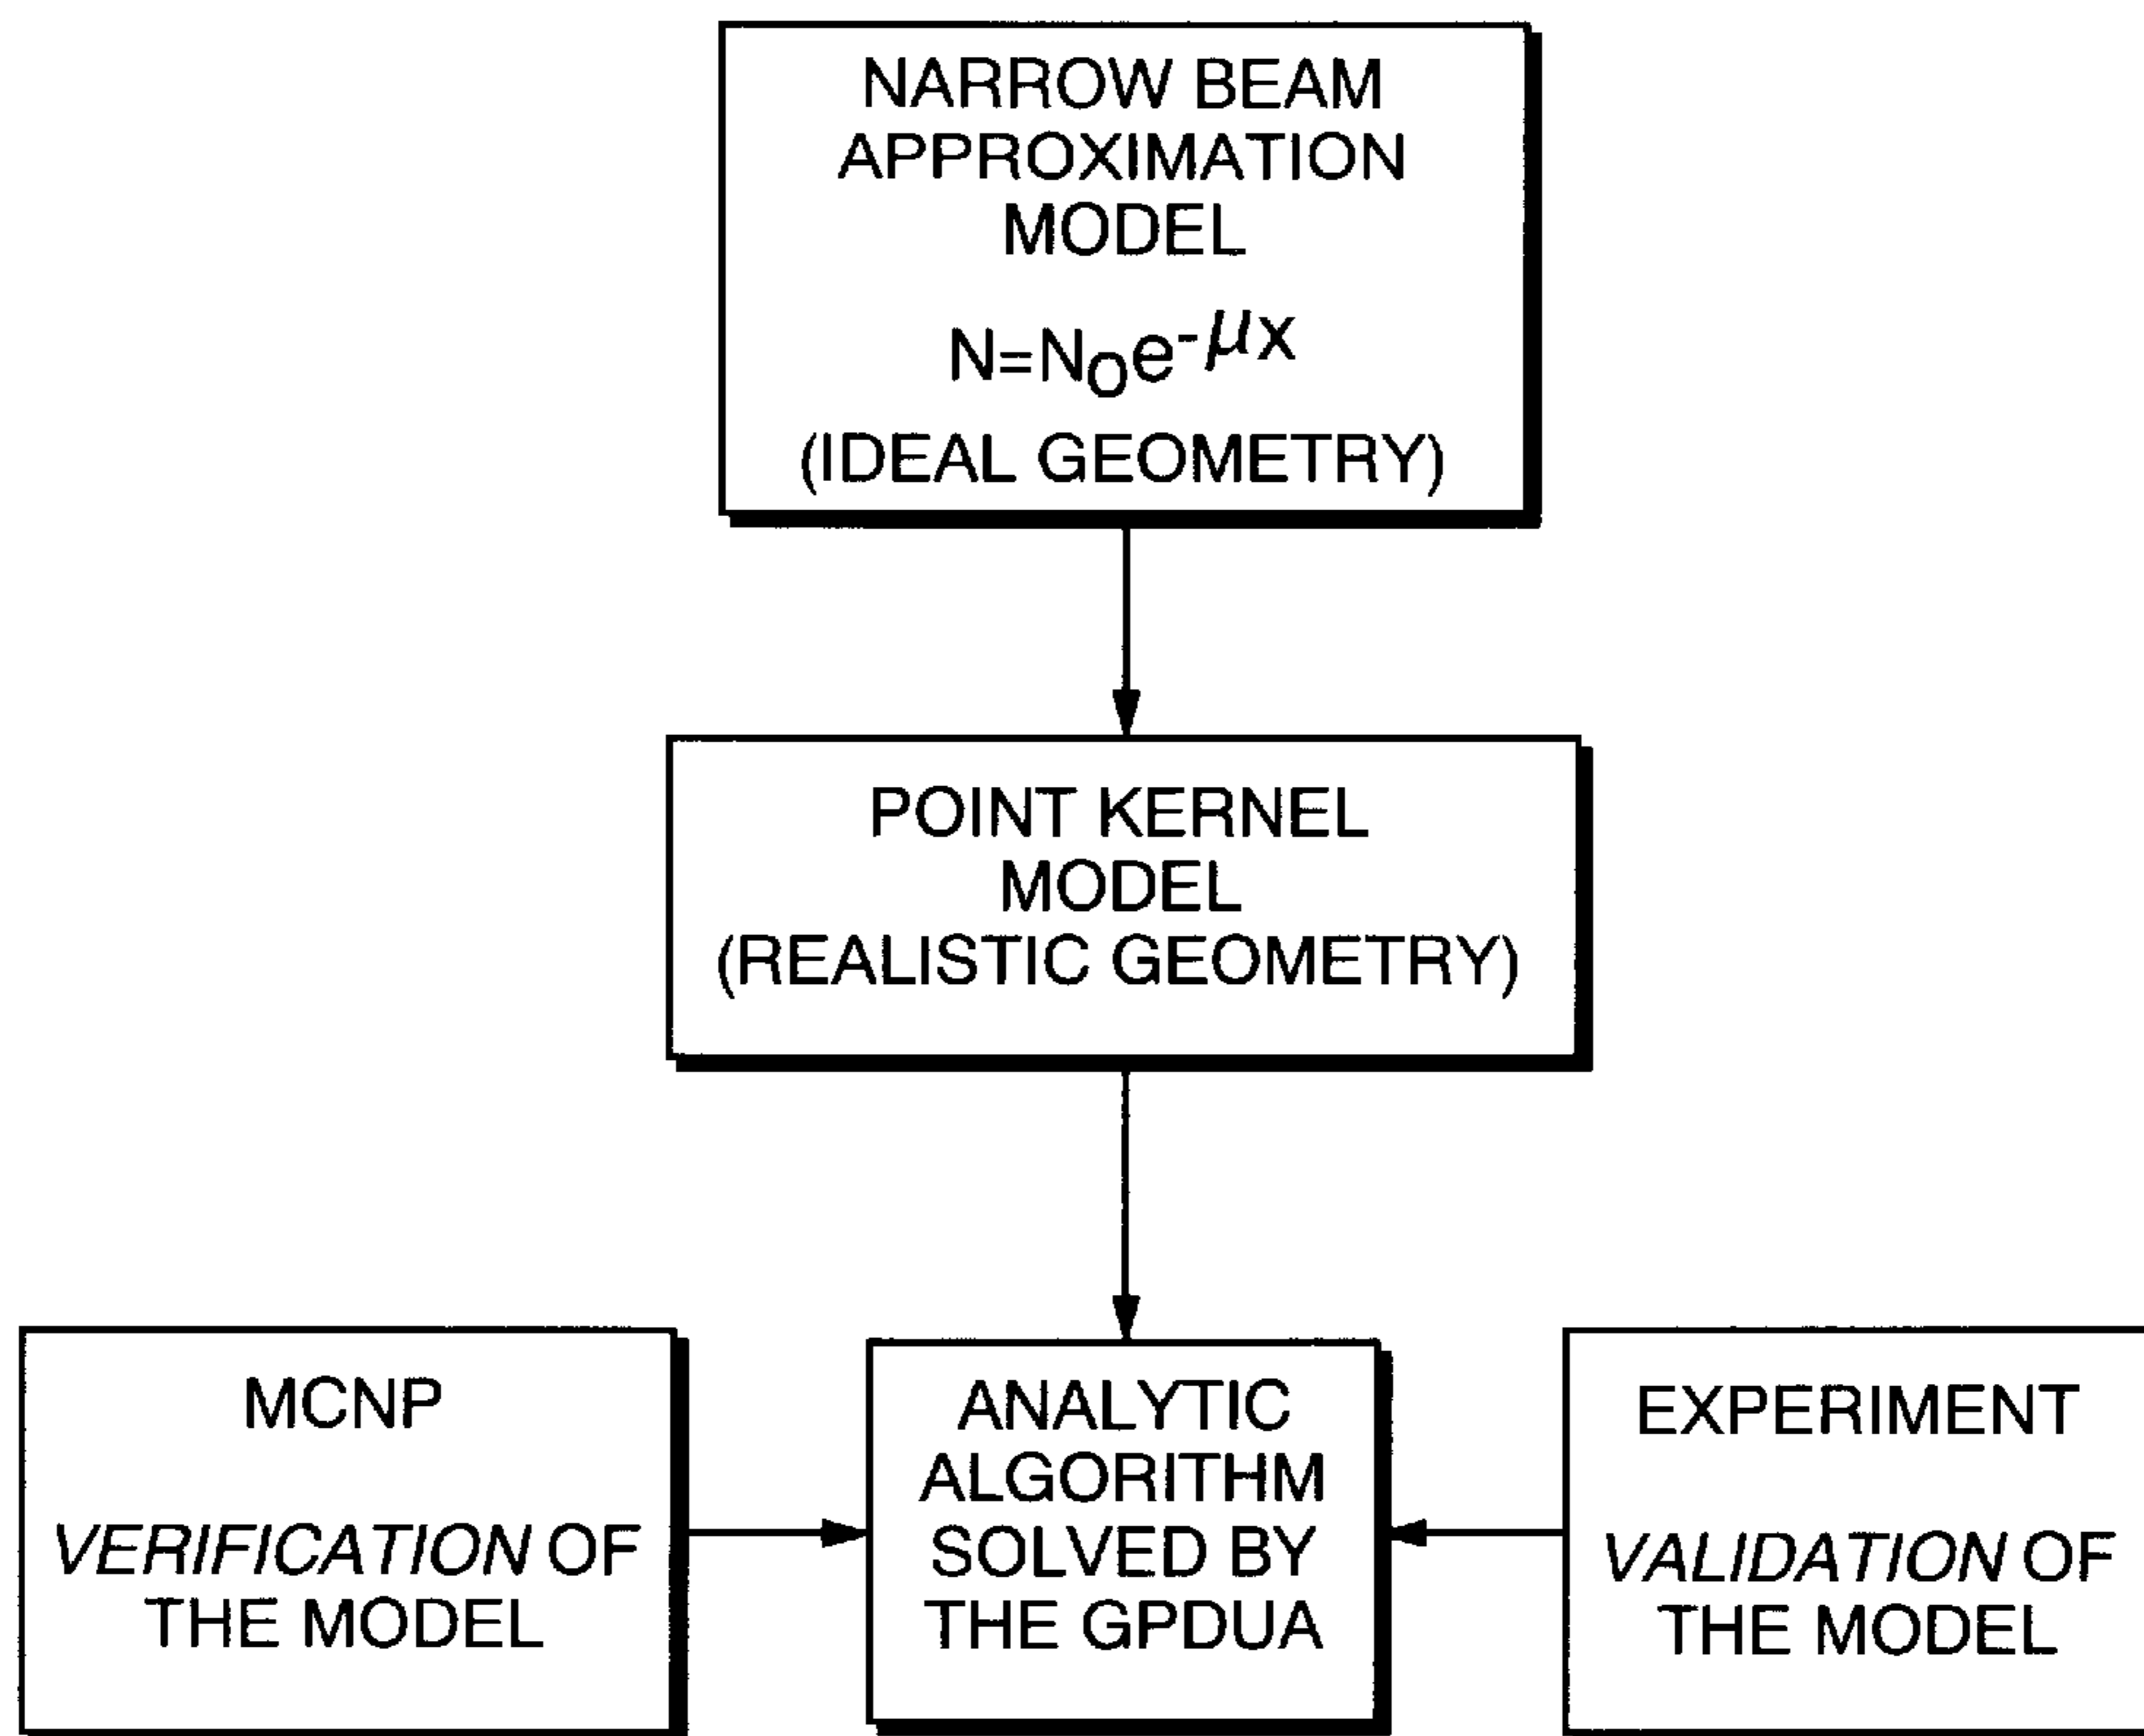 NARROW BEAM
APPROXIMATION
MODEL
N=N₀e⁻μx
(IDEAL GEOMETRY)
POINT KERNEL
MODEL
(REALISTIC GEOMETRY)
MCNP
VERIFICATION OF
THE MODEL
ANALYTIC
ALGORITHM
SOLVED BY
THE GPDUA
EXPERIMENT
VALIDATION OF
THE MODEL